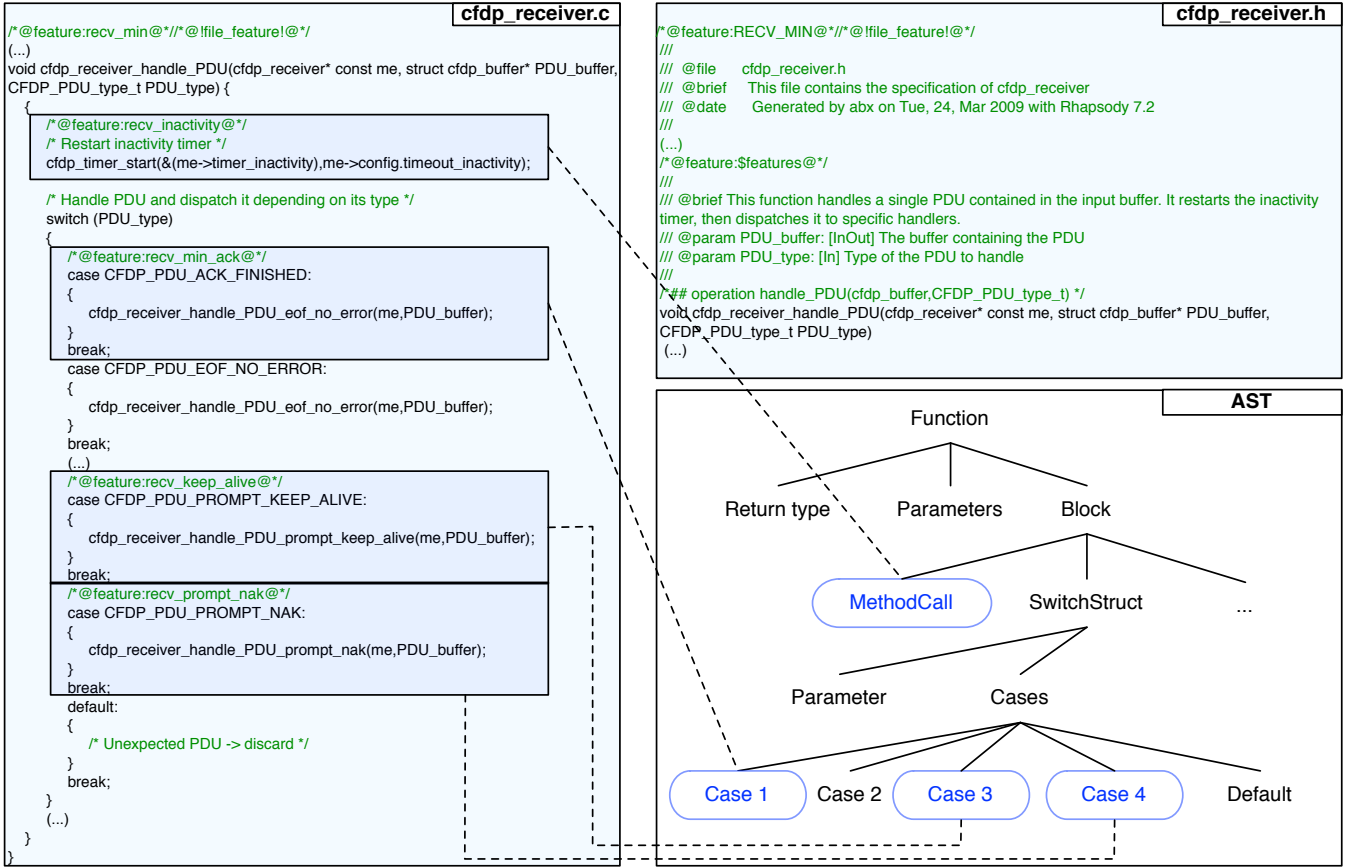 cfdp_receiver.c
/*@feature:recv_min@*//*@!file_feature!@*/
(...)
void cfdp_receiver_handle_PDU(cfdp_receiver* const me, struct cfdp_buffer* PDU_buffer,
CFDP_PDU_type_t PDU_type) {
{
/*@feature:recv_inactivity@*/
/* Restart inactivity timer */
cfdp_timer_start(&(me->timer_inactivity),me->config.timeout_inactivity);
/* Handle PDU and dispatch it depending on its type */
switch (PDU_type)
{
/*@feature:recv_min_ack@*/
case CFDP_PDU_ACK_FINISHED:
{
cfdp_receiver_handle_PDU_eof_no_error(me,PDU_buffer);
}
break;
case CFDP_PDU_EOF_NO_ERROR:
{
cfdp_receiver_handle_PDU_eof_no_error(me,PDU_buffer);
}
break;
(...)
/*@feature:recv_keep_alive@*/
case CFDP_PDU_PROMPT_KEEP_ALIVE:
{
cfdp_receiver_handle_PDU_prompt_keep_alive(me,PDU_buffer);
}
break;
/*@feature:recv_prompt_nak@*/
case CFDP_PDU_PROMPT_NAK:
{
cfdp_receiver_handle_PDU_prompt_nak(me,PDU_buffer);
}
break;
default:
{
/* Unexpected PDU -> discard */
}
break;
}
(...)
}
}
cfdp_receiver.h
/*@feature:RECV_MIN@*//*@!file_feature!@*/
///
/// @file cfdp_receiver.h
/// @brief This file contains the specification of cfdp_receiver
/// @date Generated by abx on Tue, 24, Mar 2009 with Rhapsody 7.2
///
(...)
/*@feature:$features@*/
///
/// @brief This function handles a single PDU contained in the input buffer. It restarts the inactivity
timer, then dispatches it to specific handlers.
/// @param PDU_buffer: [InOut] The buffer containing the PDU
/// @param PDU_type: [In] Type of the PDU to handle
///
/*## operation handle_PDU(cfdp_buffer,CFDP_PDU_type_t) */
void cfdp_receiver_handle_PDU(cfdp_receiver* const me, struct cfdp_buffer* PDU_buffer,
CFDP_PDU_type_t PDU_type)
(...)
AST
Function
Return type Parameters Block
MethodCall SwitchStruct ...
Parameter Cases
Case 1 Case 2 Case 3 Case 4 Default